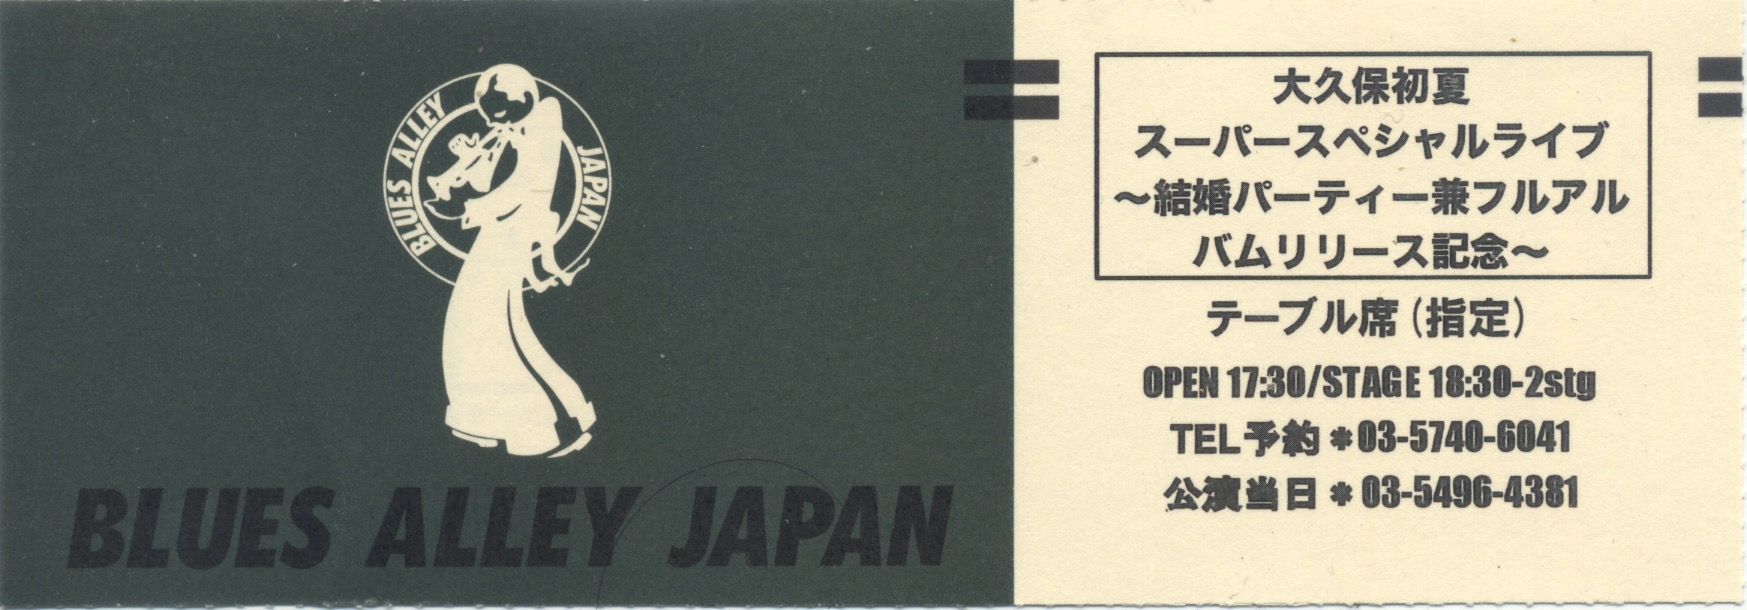 BLUES ALLEY JAPAN
BLUES ALLEY JAPAN
大久保初夏
スーパースペシャルライブ
～結婚パーティー兼フルアル
バムリリース記念～
テーブル席(指定)
OPEN 17:30/STAGE 18:30-2stg
TEL予約＊03-5740-6041
公演当日＊03-5496-4381